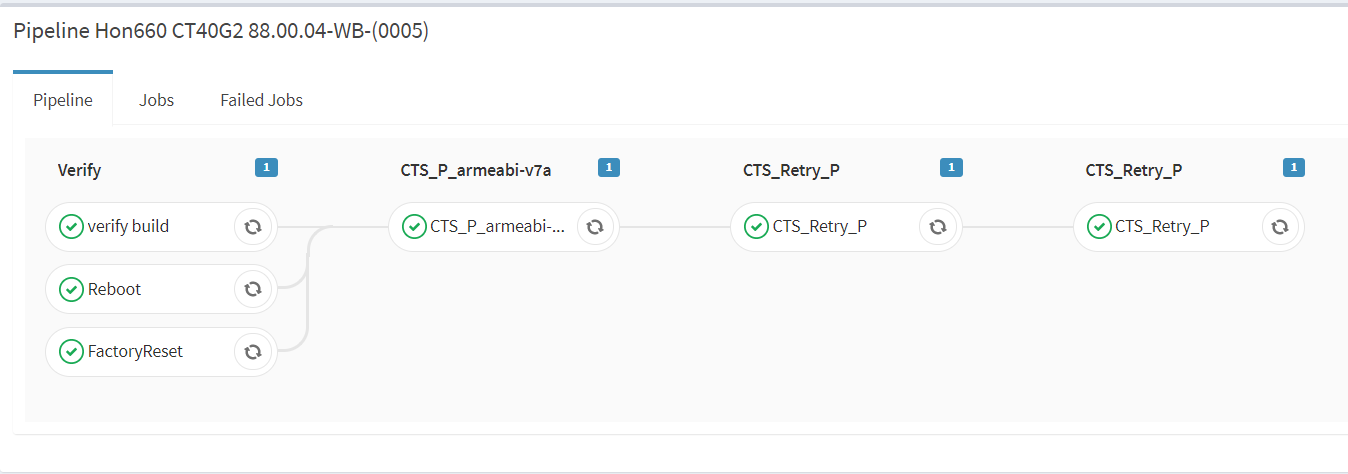 Pipeline Hon660 CT40G2 88.00.04-WB-(0005)
Pipeline Jobs Failed Jobs
Verify 1 CTS_P_armeabi-v7a 1 CTS_Retry_P 1 CTS_Retry_P 1
verify build CTS_P_armeabi-... CTS_Retry_P CTS_Retry_P
Reboot
FactoryReset